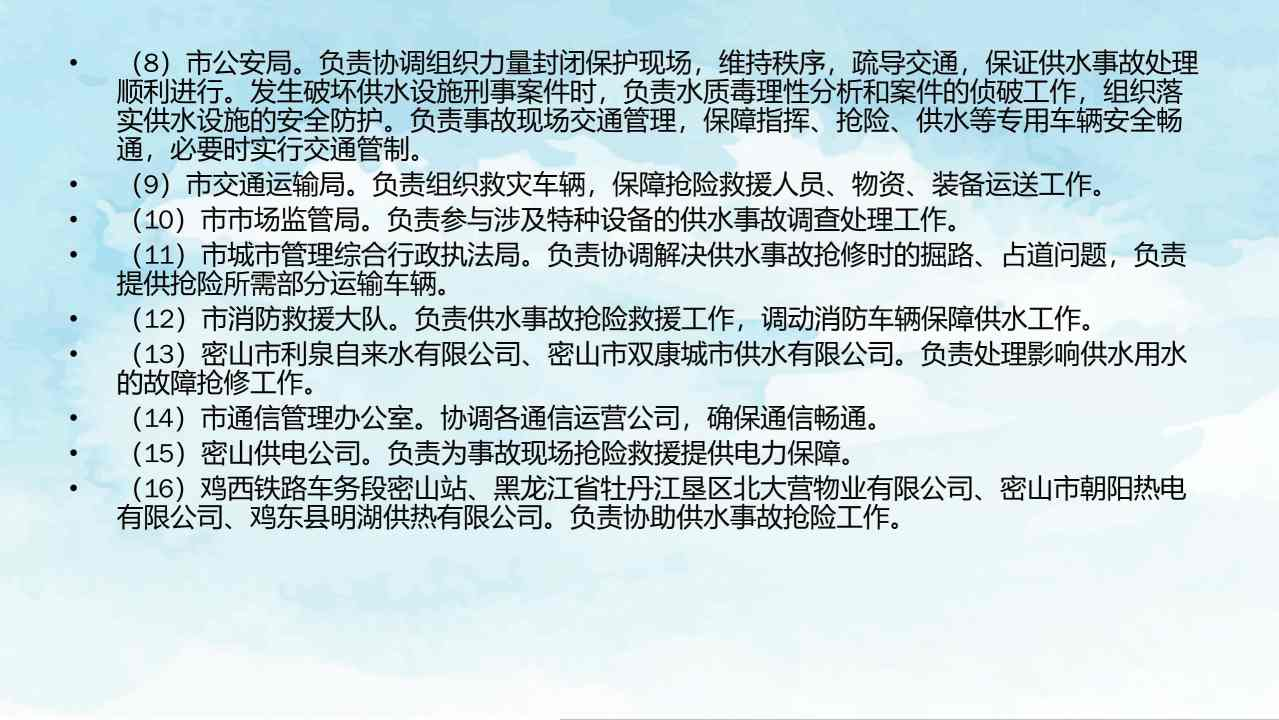 • （8）市公安局。负责协调组织力量封闭保护现场，维持秩序，疏导交通，保证供水事故处理
顺利进行。发生破坏供水设施刑事案件时，负责水质毒理性分析和案件的侦破工作，组织落
实供水设施的安全防护。负责事故现场交通管理，保障指挥、抢险、供水等专用车辆安全畅
通，必要时实行交通管制。
• （9）市交通运输局。负责组织救灾车辆，保障抢险救援人员、物资、装备运送工作。
• （10）市市场监管局。负责参与涉及特种设备的供水事故调查处理工作。
• （11）市城市管理综合行政执法局。负责协调解决供水事故抢修时的掘路、占道问题，负责
提供抢险所需部分运输车辆。
• （12）市消防救援大队。负责供水事故抢险救援工作，调动消防车辆保障供水工作。
• （13）密山市利泉自来水有限公司、密山市双康城市供水有限公司。负责处理影响供水用水
的故障抢修工作。
• （14）市通信管理办公室。协调各通信运营公司，确保通信畅通。
• （15）密山供电公司。负责为事故现场抢险救援提供电力保障。
• （16）鸡西铁路车务段密山站、黑龙江省牡丹江垦区北大营物业有限公司、密山市朝阳热电
有限公司、鸡东县明湖供热有限公司。负责协助供水事故抢险工作。